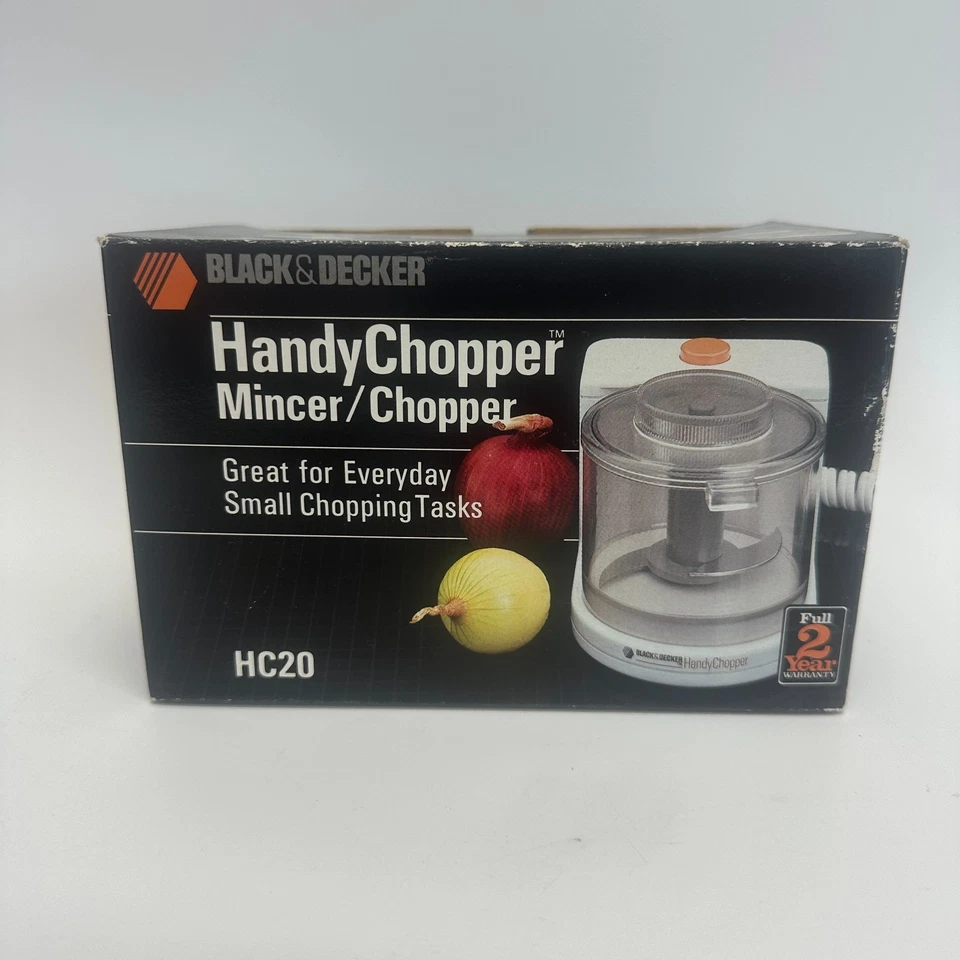 BLACK&DECKER
HandyChopper™
Mincer/Chopper
Great for Everyday
Small Chopping Tasks
HC20
BLACK&DECKER HandyChopper
Full
2
Year
WARRANTY